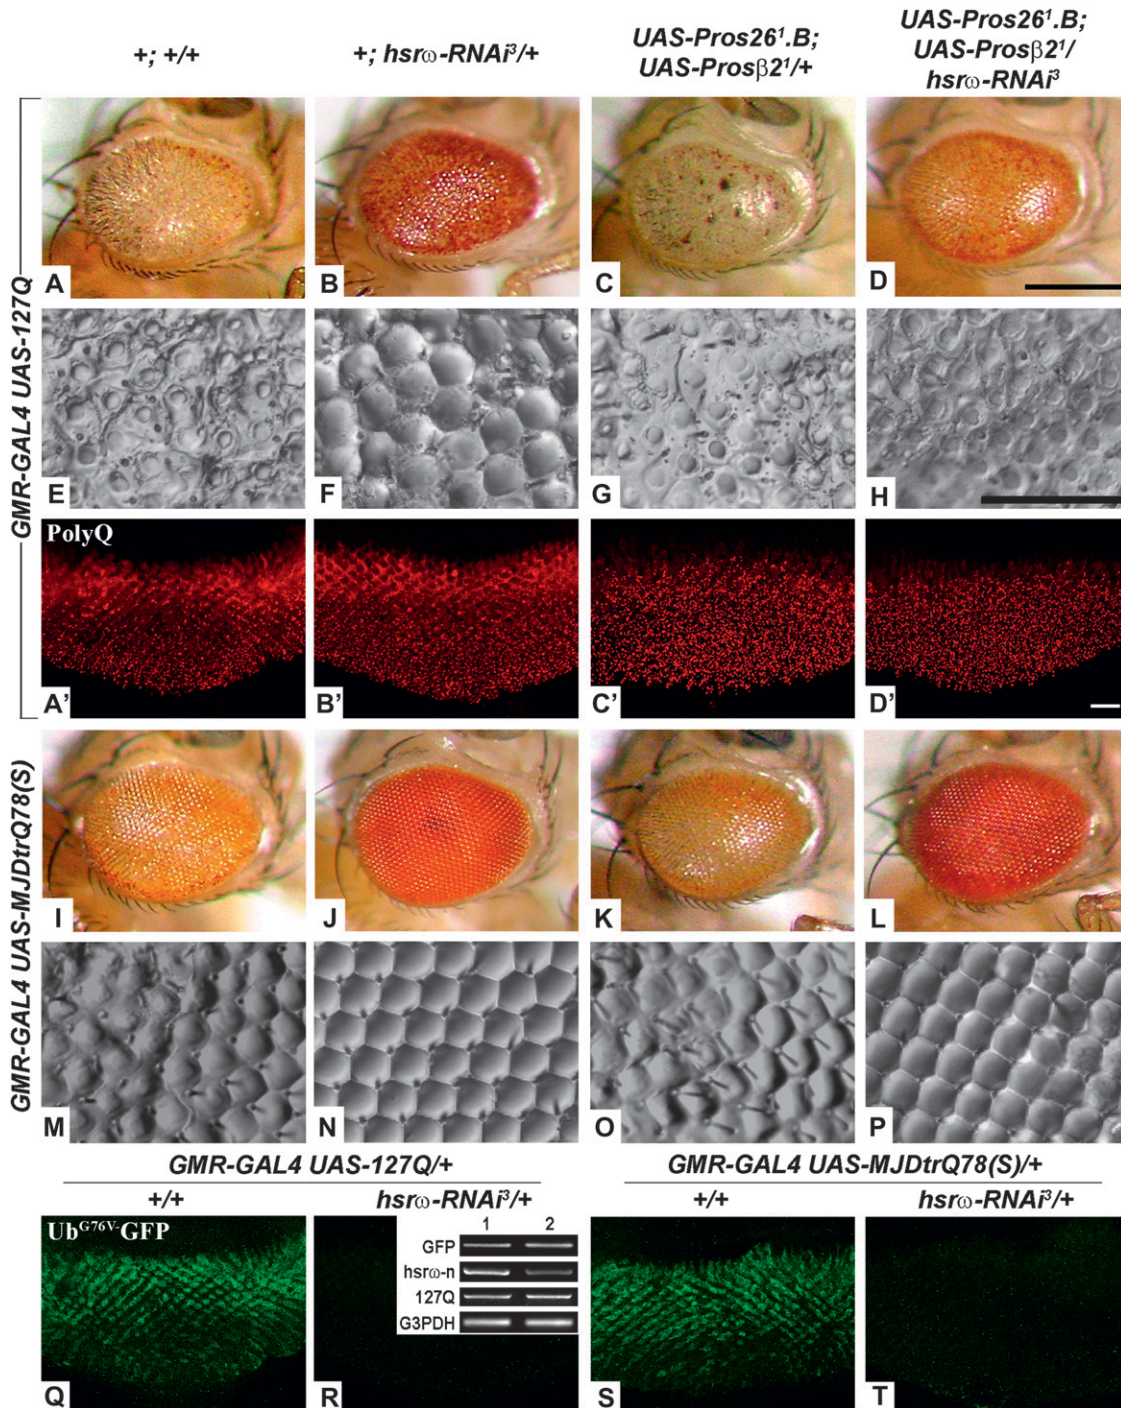 +; +/+
+; hsrω-RNAi³/+
UAS-Pros26¹.B;
UAS-Prosβ2¹/+
UAS-Pros26¹.B;
UAS-Prosβ2¹/
hsrω-RNAi³
GMR-GAL4 UAS-127Q
A
B
C
D
E
F
G
H
PolyQ
A'
B'
C'
D'
GMR-GAL4 UAS-MJDtrQ78(S)
I
J
K
L
M
N
O
P
GMR-GAL4 UAS-127Q/+
GMR-GAL4 UAS-MJDtrQ78(S)/+
+/+
hsrω-RNAi³/+
+/+
hsrω-RNAi³/+
Ub^G76V-GFP
1 2
GFP
hsrω-n
127Q
G3PDH
Q
R
S
T